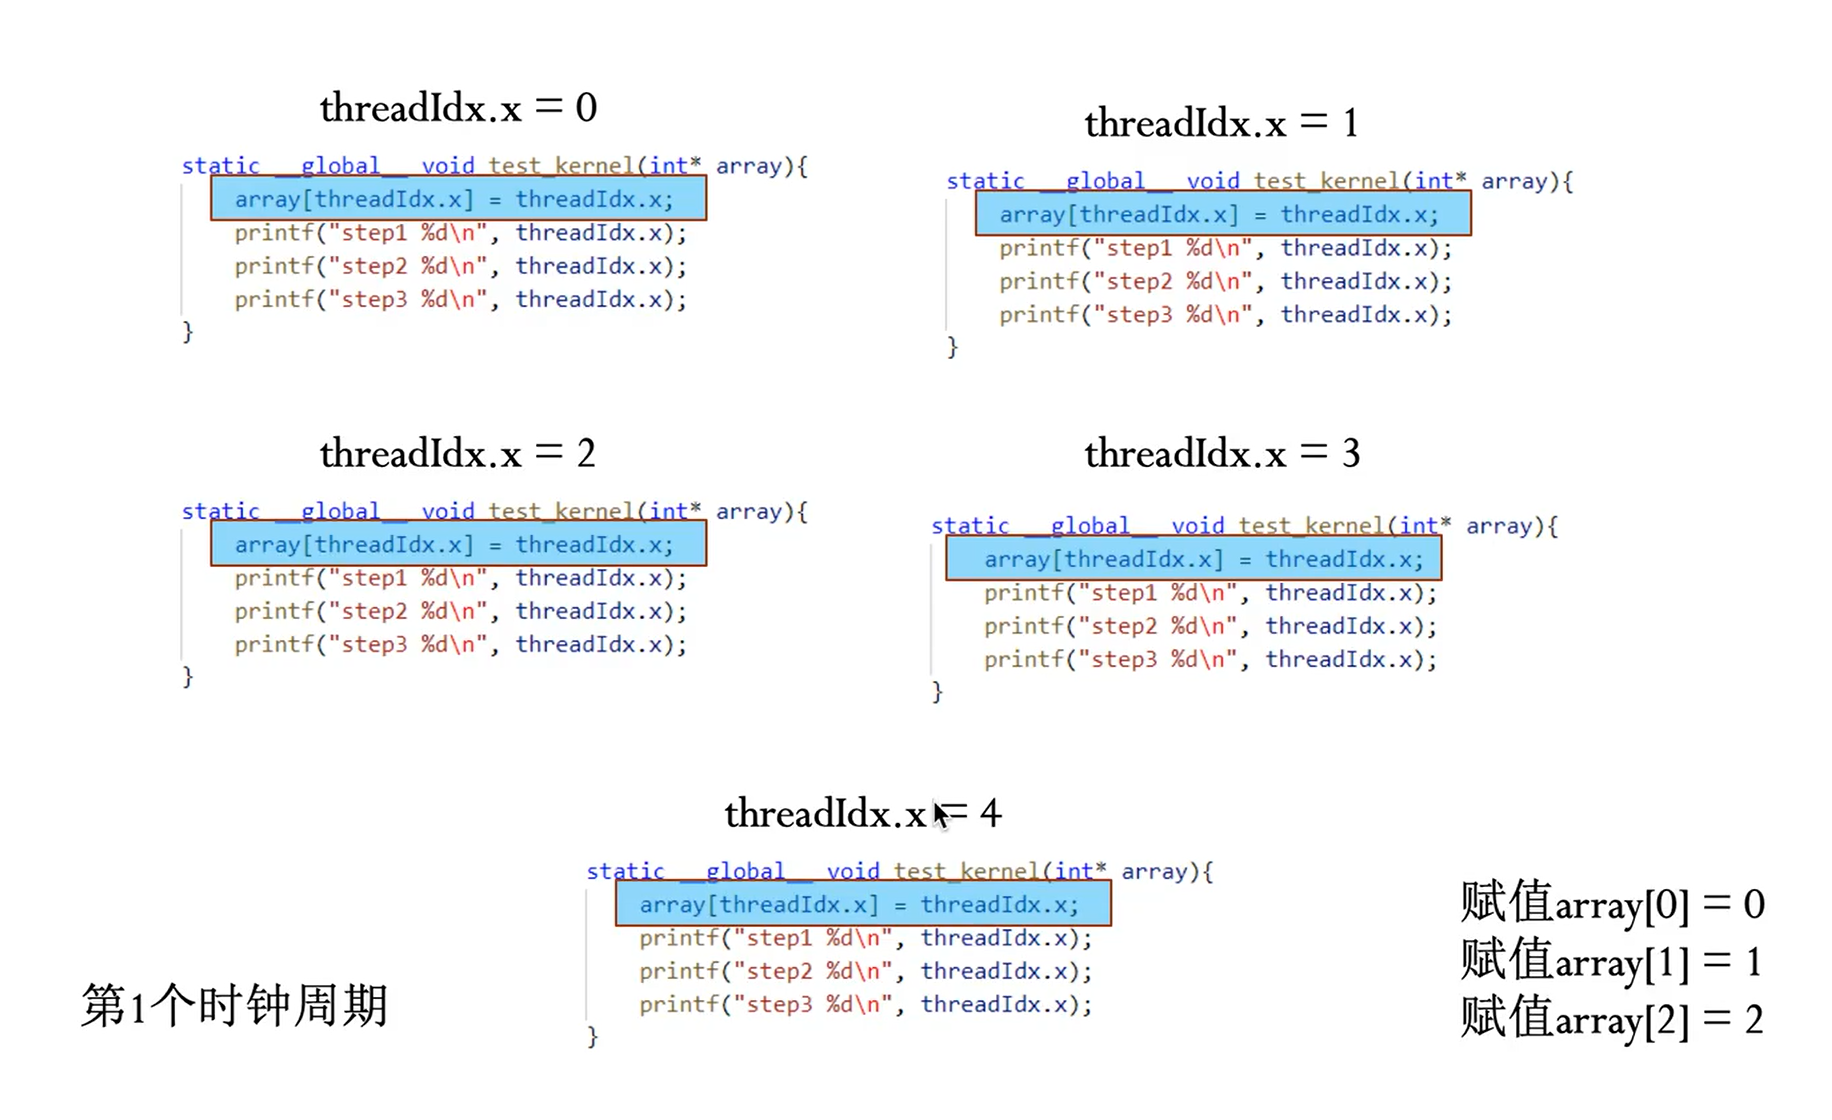 threadIdx.x = 0
static __global__ void test_kernel(int* array){
array[threadIdx.x] = threadIdx.x;
printf("step1 %d\n", threadIdx.x);
printf("step2 %d\n", threadIdx.x);
printf("step3 %d\n", threadIdx.x);
}
threadIdx.x = 1
static __global__ void test_kernel(int* array){
array[threadIdx.x] = threadIdx.x;
printf("step1 %d\n", threadIdx.x);
printf("step2 %d\n", threadIdx.x);
printf("step3 %d\n", threadIdx.x);
}
threadIdx.x = 2
static __global__ void test_kernel(int* array){
array[threadIdx.x] = threadIdx.x;
printf("step1 %d\n", threadIdx.x);
printf("step2 %d\n", threadIdx.x);
printf("step3 %d\n", threadIdx.x);
}
threadIdx.x = 3
static __global__ void test_kernel(int* array){
array[threadIdx.x] = threadIdx.x;
printf("step1 %d\n", threadIdx.x);
printf("step2 %d\n", threadIdx.x);
printf("step3 %d\n", threadIdx.x);
}
threadIdx.x = 4
static __global__ void test_kernel(int* array){
array[threadIdx.x] = threadIdx.x;
printf("step1 %d\n", threadIdx.x);
printf("step2 %d\n", threadIdx.x);
printf("step3 %d\n", threadIdx.x);
}
第1个时钟周期
赋值array[0] = 0
赋值array[1] = 1
赋值array[2] = 2